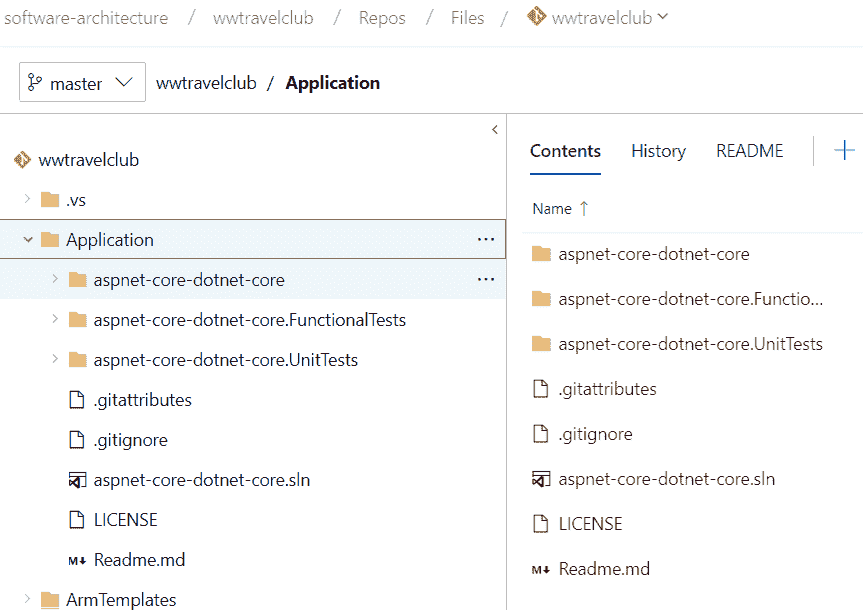 software-architecture / wwtravelclub / Repos / Files / wwtravelclub
master wwtravelclub / Application
wwtravelclub
.vs
Application ...
aspnet-core-dotnet-core ...
aspnet-core-dotnet-core.FunctionalTests
aspnet-core-dotnet-core.UnitTests
.gitattributes
.gitignore
aspnet-core-dotnet-core.sln
LICENSE
M↓ Readme.md
ArmTemplates
Contents History README
Name ↑
aspnet-core-dotnet-core
aspnet-core-dotnet-core.Functio...
aspnet-core-dotnet-core.UnitTests
.gitattributes
.gitignore
aspnet-core-dotnet-core.sln
LICENSE
M↓ Readme.md